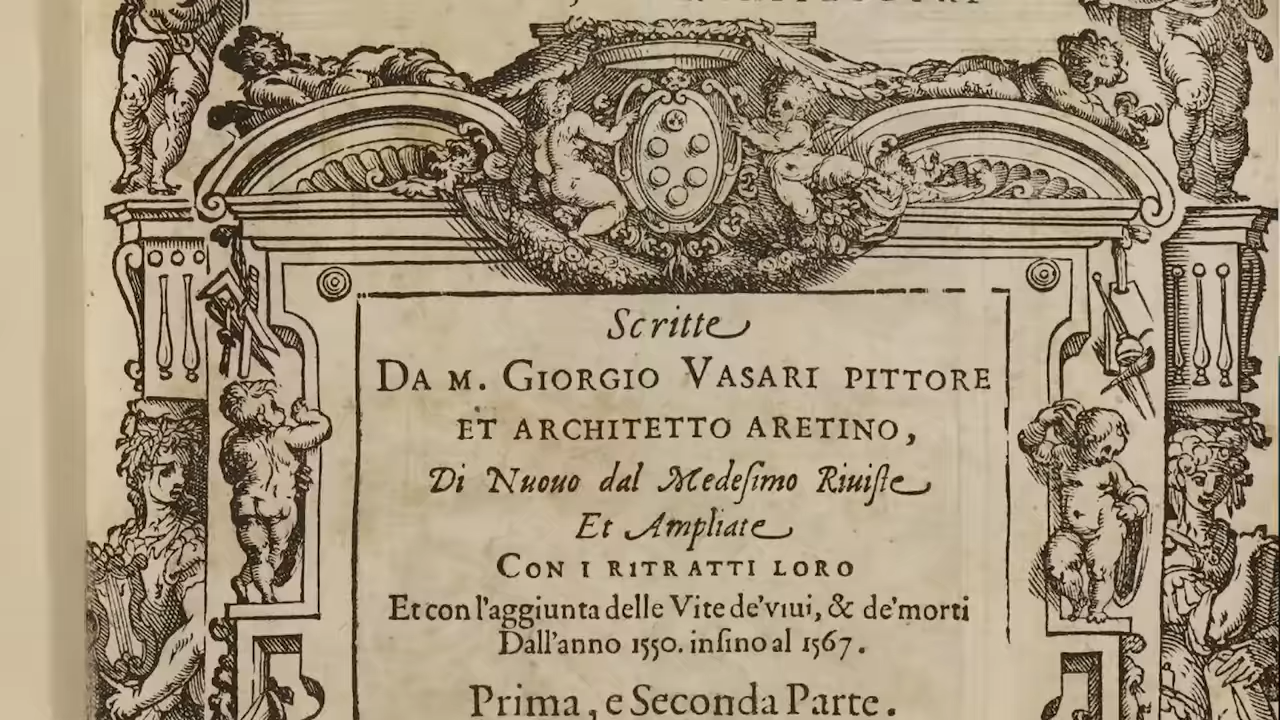 Scritte
DA M. GIORGIO VASARI PITTORE
ET ARCHITETTO ARETINO,
Di Nuouo dal Medeſimo Riuiſte
Et Ampliate
CON I RITRATTI LORO
Et con l'aggiunta delle Vite de' viui, & de' morti
Dall'anno 1550. inſino al 1567.
Prima, e Seconda Parte.